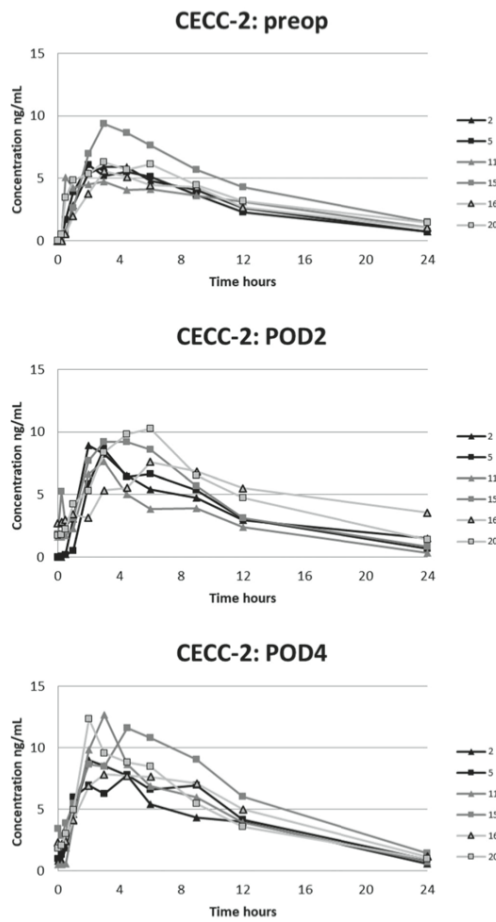 CECC-2: preop
15
10
5
0
Concentration ng/mL
0 4 8 12 16 20 24
Time hours
2
5
11
15
16
20
CECC-2: POD2
15
10
5
0
Concentration ng/mL
0 4 8 12 16 20 24
Time hours
2
5
11
15
16
20
CECC-2: POD4
15
10
5
0
Concentration ng/mL
0 4 8 12 16 20 24
Time hours
2
5
11
15
16
20